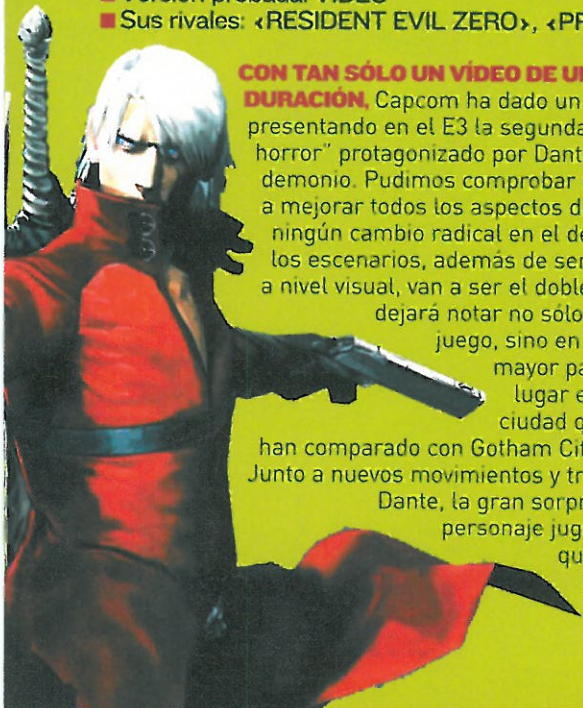 Versión probada: VÍDEO
■ Sus rivales: «RESIDENT EVIL ZERO», «PR
CON TAN SÓLO UN VÍDEO DE U
DURACIÓN, Capcom ha dado un
presentando en el E3 la segunda
horror" protagonizado por Dante
demonio. Pudimos comprobar
a mejorar todos los aspectos d
ningún cambio radical en el de
los escenarios, además de ser
a nivel visual, van a ser el doble
dejará notar no sólo
juego, sino en
mayor pa
lugar e
ciudad q
han comparado con Gotham Cit
Junto a nuevos movimientos y tr
Dante, la gran sorpr
personaje jug
qu